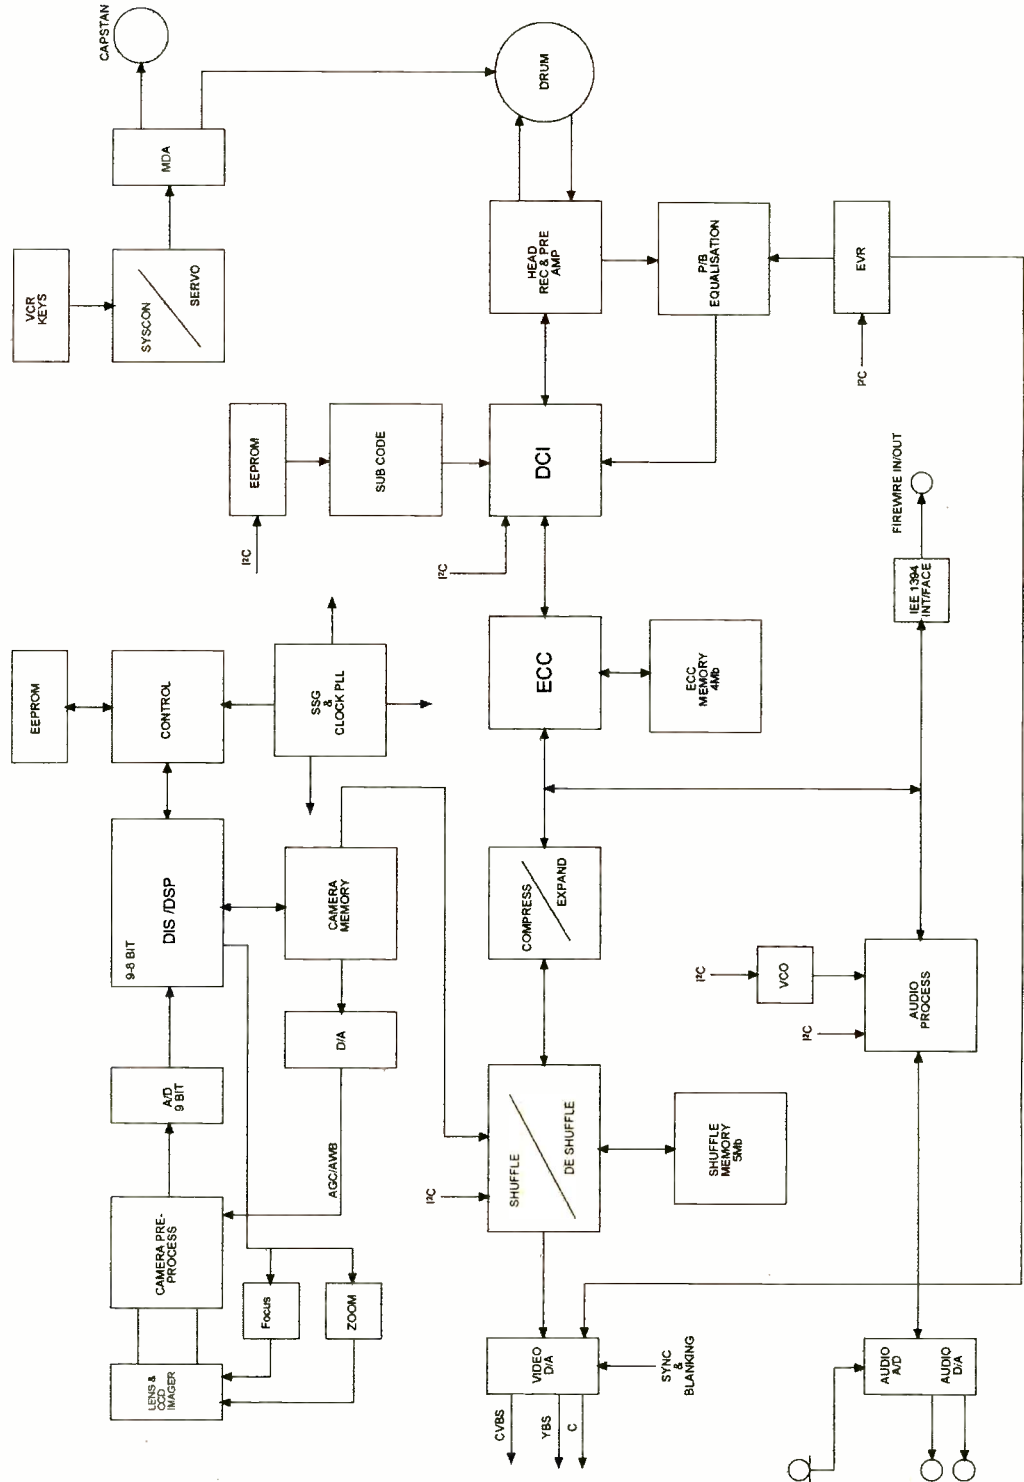 LENS &
CCD
IMAGER
CAMERA PRE-
PROCESS
A/D
9 BIT
9-8 BIT
DIS /DSP
CONTROL
EEPROM
VCR
KEYS
SYSCON
SERVO
MDA
CAPSTAN
Focus
ZOOM
AGC/AWB
D/A
CAMERA
MEMORY
SSG
&
CLOCK PLL
I²C
EEPROM
SUB CODE
I²C
DCI
HEAD
REC & PRE
AMP
DRUM
CVBS
YBS
C
VIDEO
D/A
SYNC
&
BLANKING
I²C
SHUFFLE
DE SHUFFLE
COMPRESS
EXPAND
ECC
ECC
MEMORY
4Mb
P/B
EQUALISATION
SHUFFLE
MEMORY
5Mb
I²C
VCO
I²C
AUDIO
PROCESS
IEE 1394
INT/FACE
FIREWIRE IN/OUT
I²C
EVR
AUDIO
A/D
AUDIO
D/A